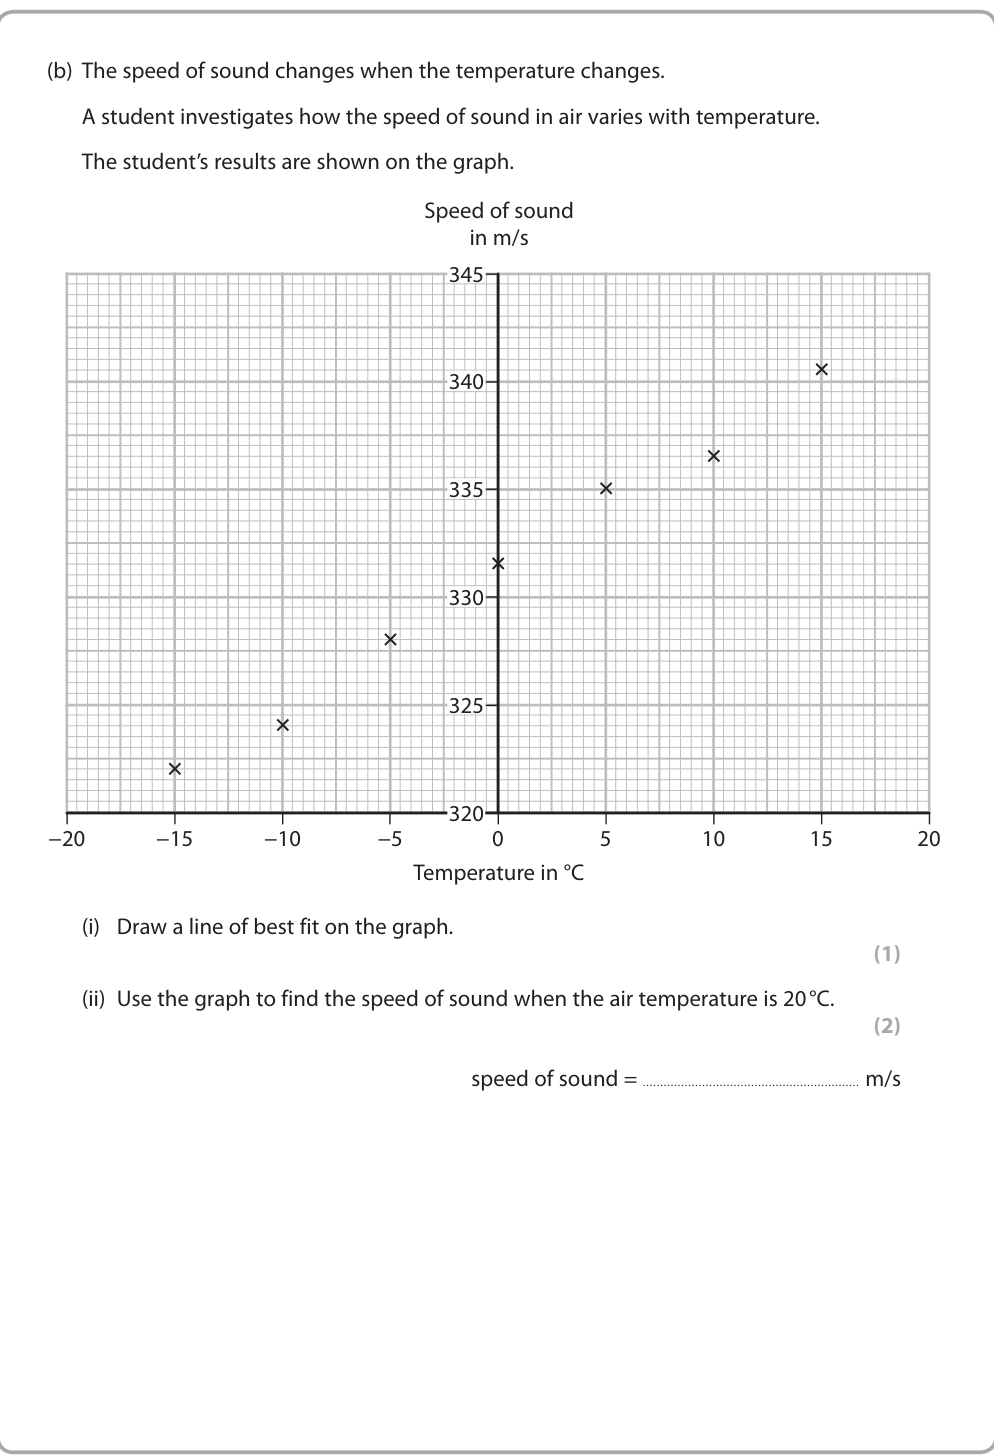 (b) The speed of sound changes when the temperature changes.
A student investigates how the speed of sound in air varies with temperature.
The student’s results are shown on the graph.
Speed of sound
in m/s
345
340
335
330
325
320
−20 −15 −10 −5 0 5 10 15 20
Temperature in °C
(i) Draw a line of best fit on the graph.
(1)
(ii) Use the graph to find the speed of sound when the air temperature is 20 °C.
(2)
speed of sound = ............................................................. m/s